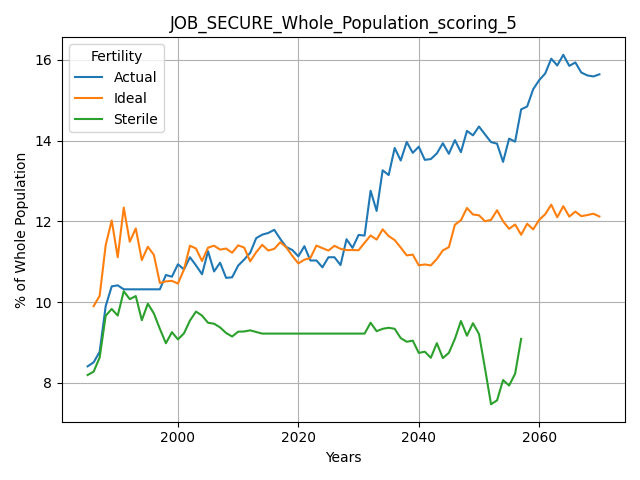 JOB_SECURE_Whole_Population_scoring_5
Fertility
Actual
Ideal
Sterile
% of Whole Population
16
14
12
10
8
2000 2020 2040 2060
Years